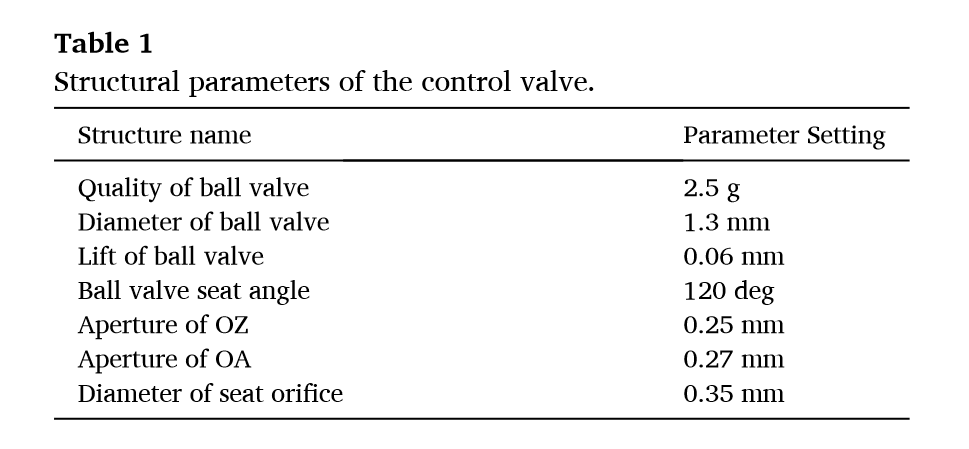 Table 1
Structural parameters of the control valve.
Structure name Parameter Setting
Quality of ball valve 2.5 g
Diameter of ball valve 1.3 mm
Lift of ball valve 0.06 mm
Ball valve seat angle 120 deg
Aperture of OZ 0.25 mm
Aperture of OA 0.27 mm
Diameter of seat orifice 0.35 mm